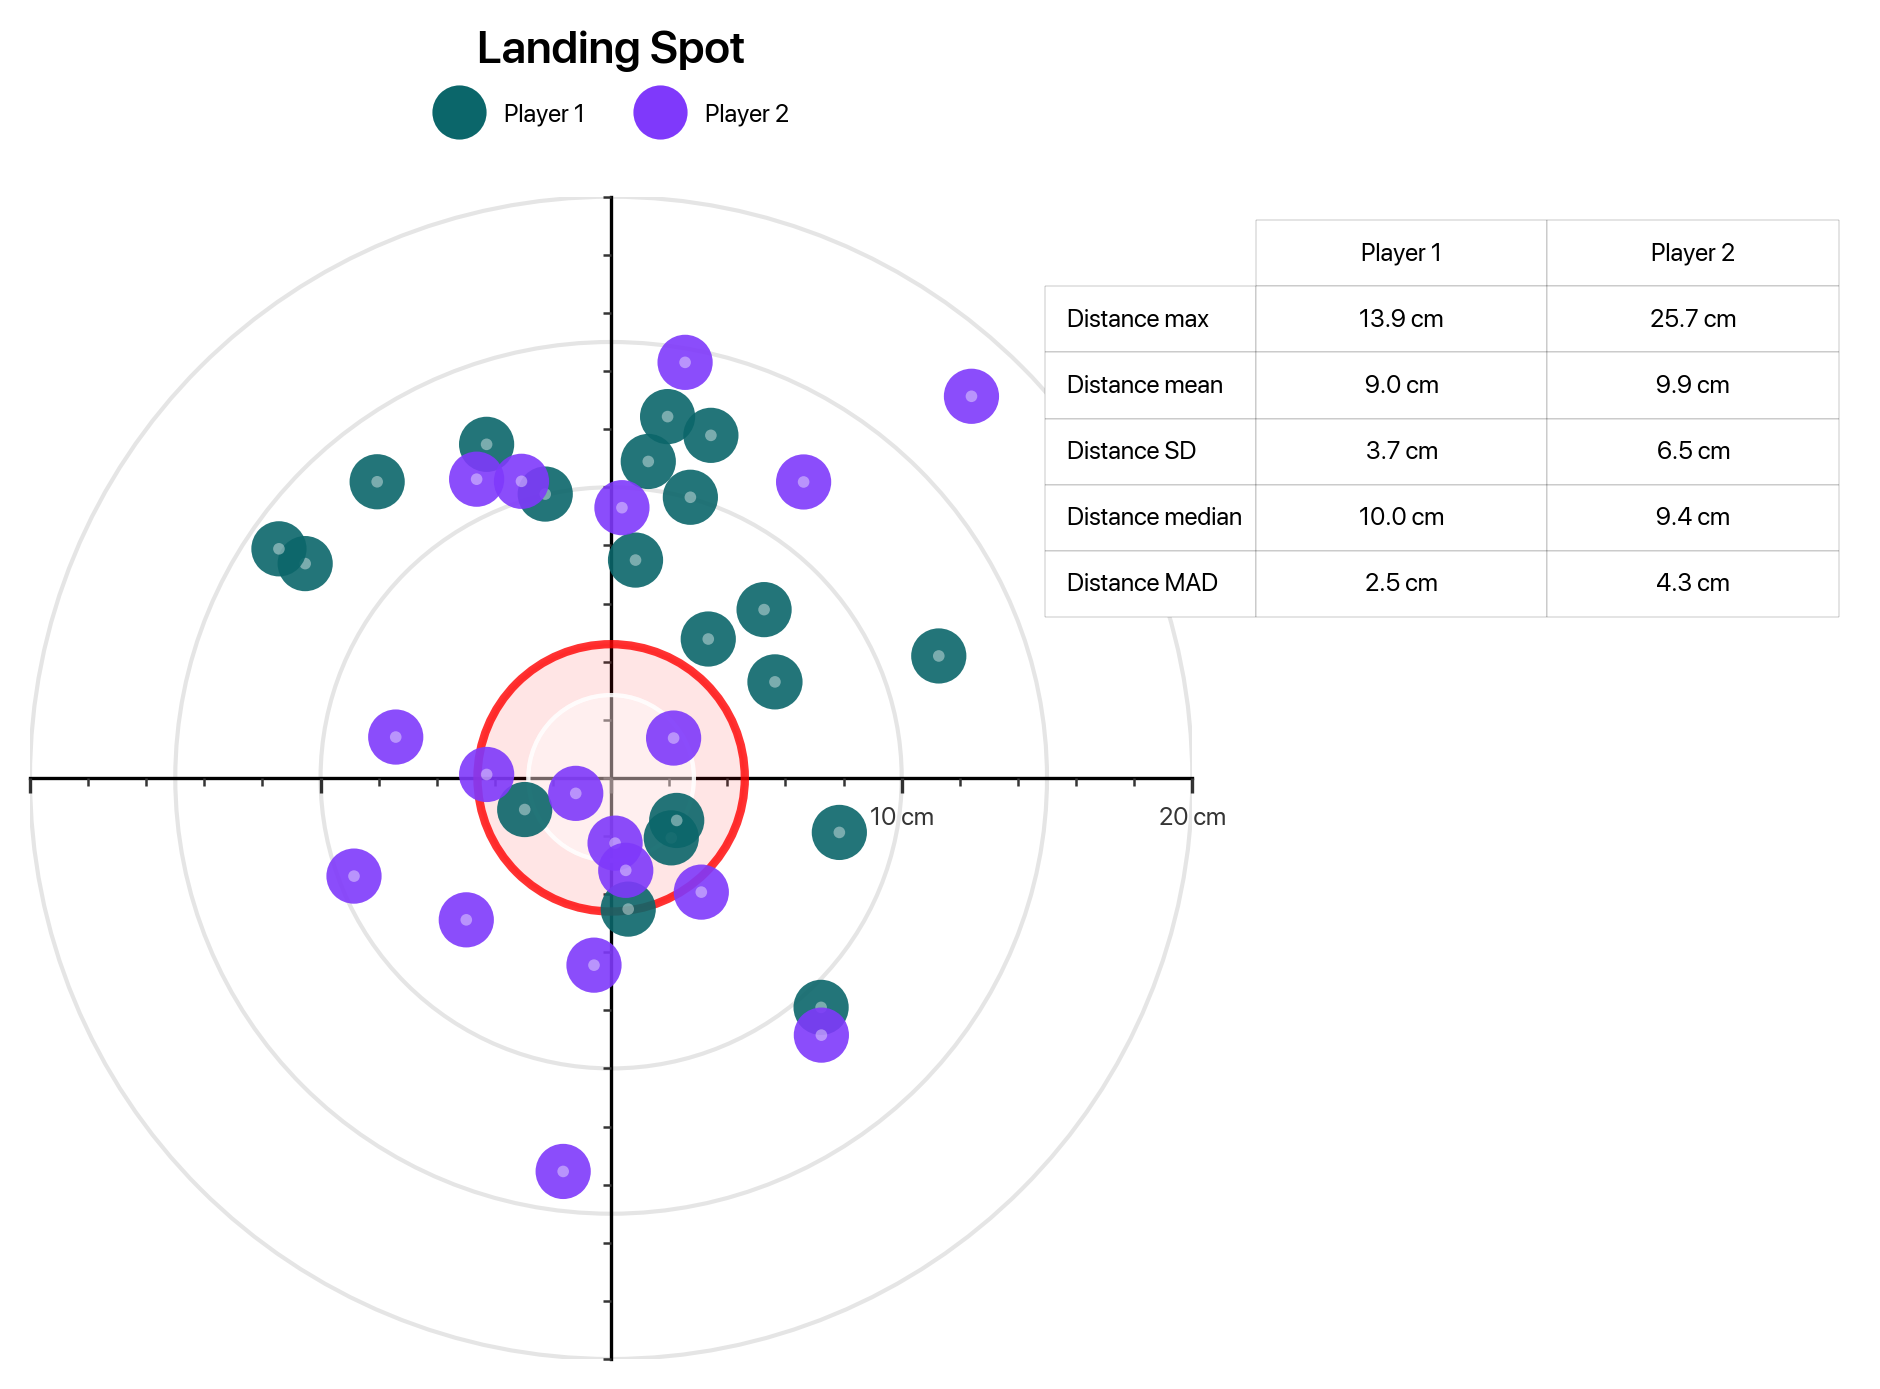 Landing Spot
Player 1 Player 2
Player 1 Player 2
Distance max 13.9 cm 25.7 cm
Distance mean 9.0 cm 9.9 cm
Distance SD 3.7 cm 6.5 cm
Distance median 10.0 cm 9.4 cm
Distance MAD 2.5 cm 4.3 cm
10 cm 20 cm